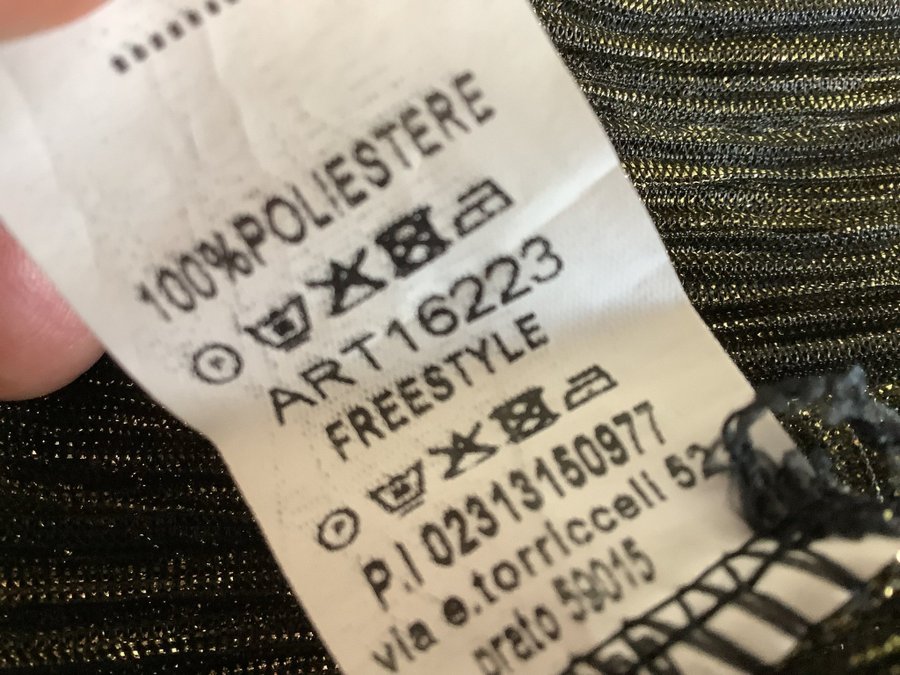 100%POLIESTERE
P
ART16223
FREESTYLE
P
P.I 02313150977
via e.torricceli 52
prato 59015